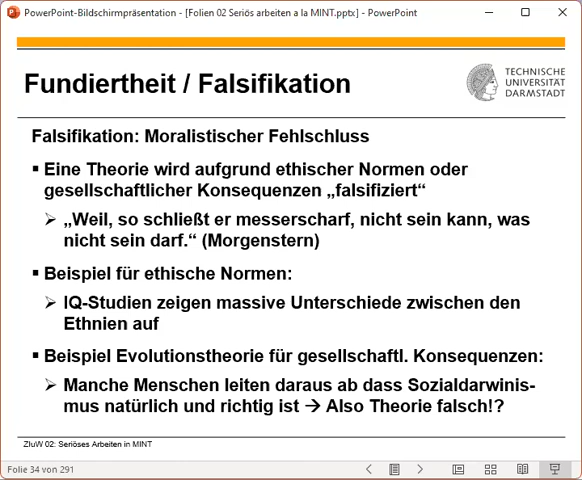 PowerPoint-Bildschirmpräsentation - [Folien 02 Seriös arbeiten a la MINT.pptx] - PowerPoint
Fundiertheit / Falsifikation
TECHNISCHE
UNIVERSITÄT
DARMSTADT
Falsifikation: Moralistischer Fehlschluss
▪ Eine Theorie wird aufgrund ethischer Normen oder
gesellschaftlicher Konsequenzen „falsifiziert“
➢ „Weil, so schließt er messerscharf, nicht sein kann, was
nicht sein darf.“ (Morgenstern)
▪ Beispiel für ethische Normen:
➢ IQ-Studien zeigen massive Unterschiede zwischen den
Ethnien auf
▪ Beispiel Evolutionstheorie für gesellschaftl. Konsequenzen:
➢ Manche Menschen leiten daraus ab dass Sozialdarwinis-
mus natürlich und richtig ist → Also Theorie falsch!?
ZIuW 02: Seriöses Arbeiten in MINT
Folie 34 von 291